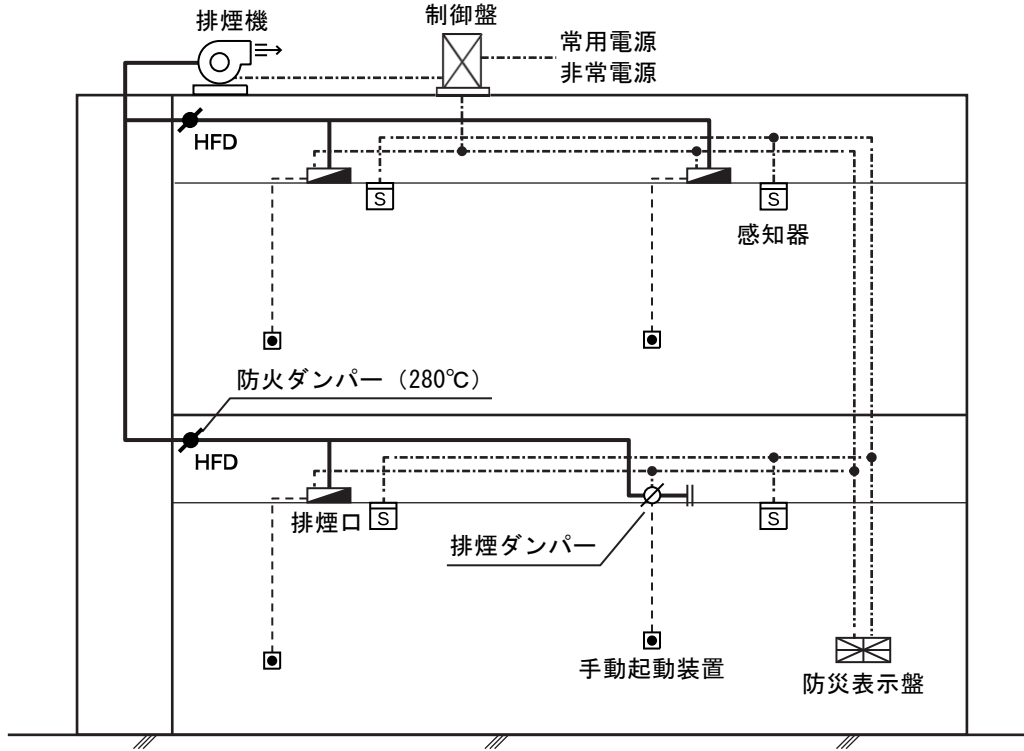 排煙機
制御盤
常用電源
非常電源
HFD
S
S
感知器
防火ダンパー（280℃）
HFD
排煙口
S
S
排煙ダンパー
手動起動装置
防災表示盤